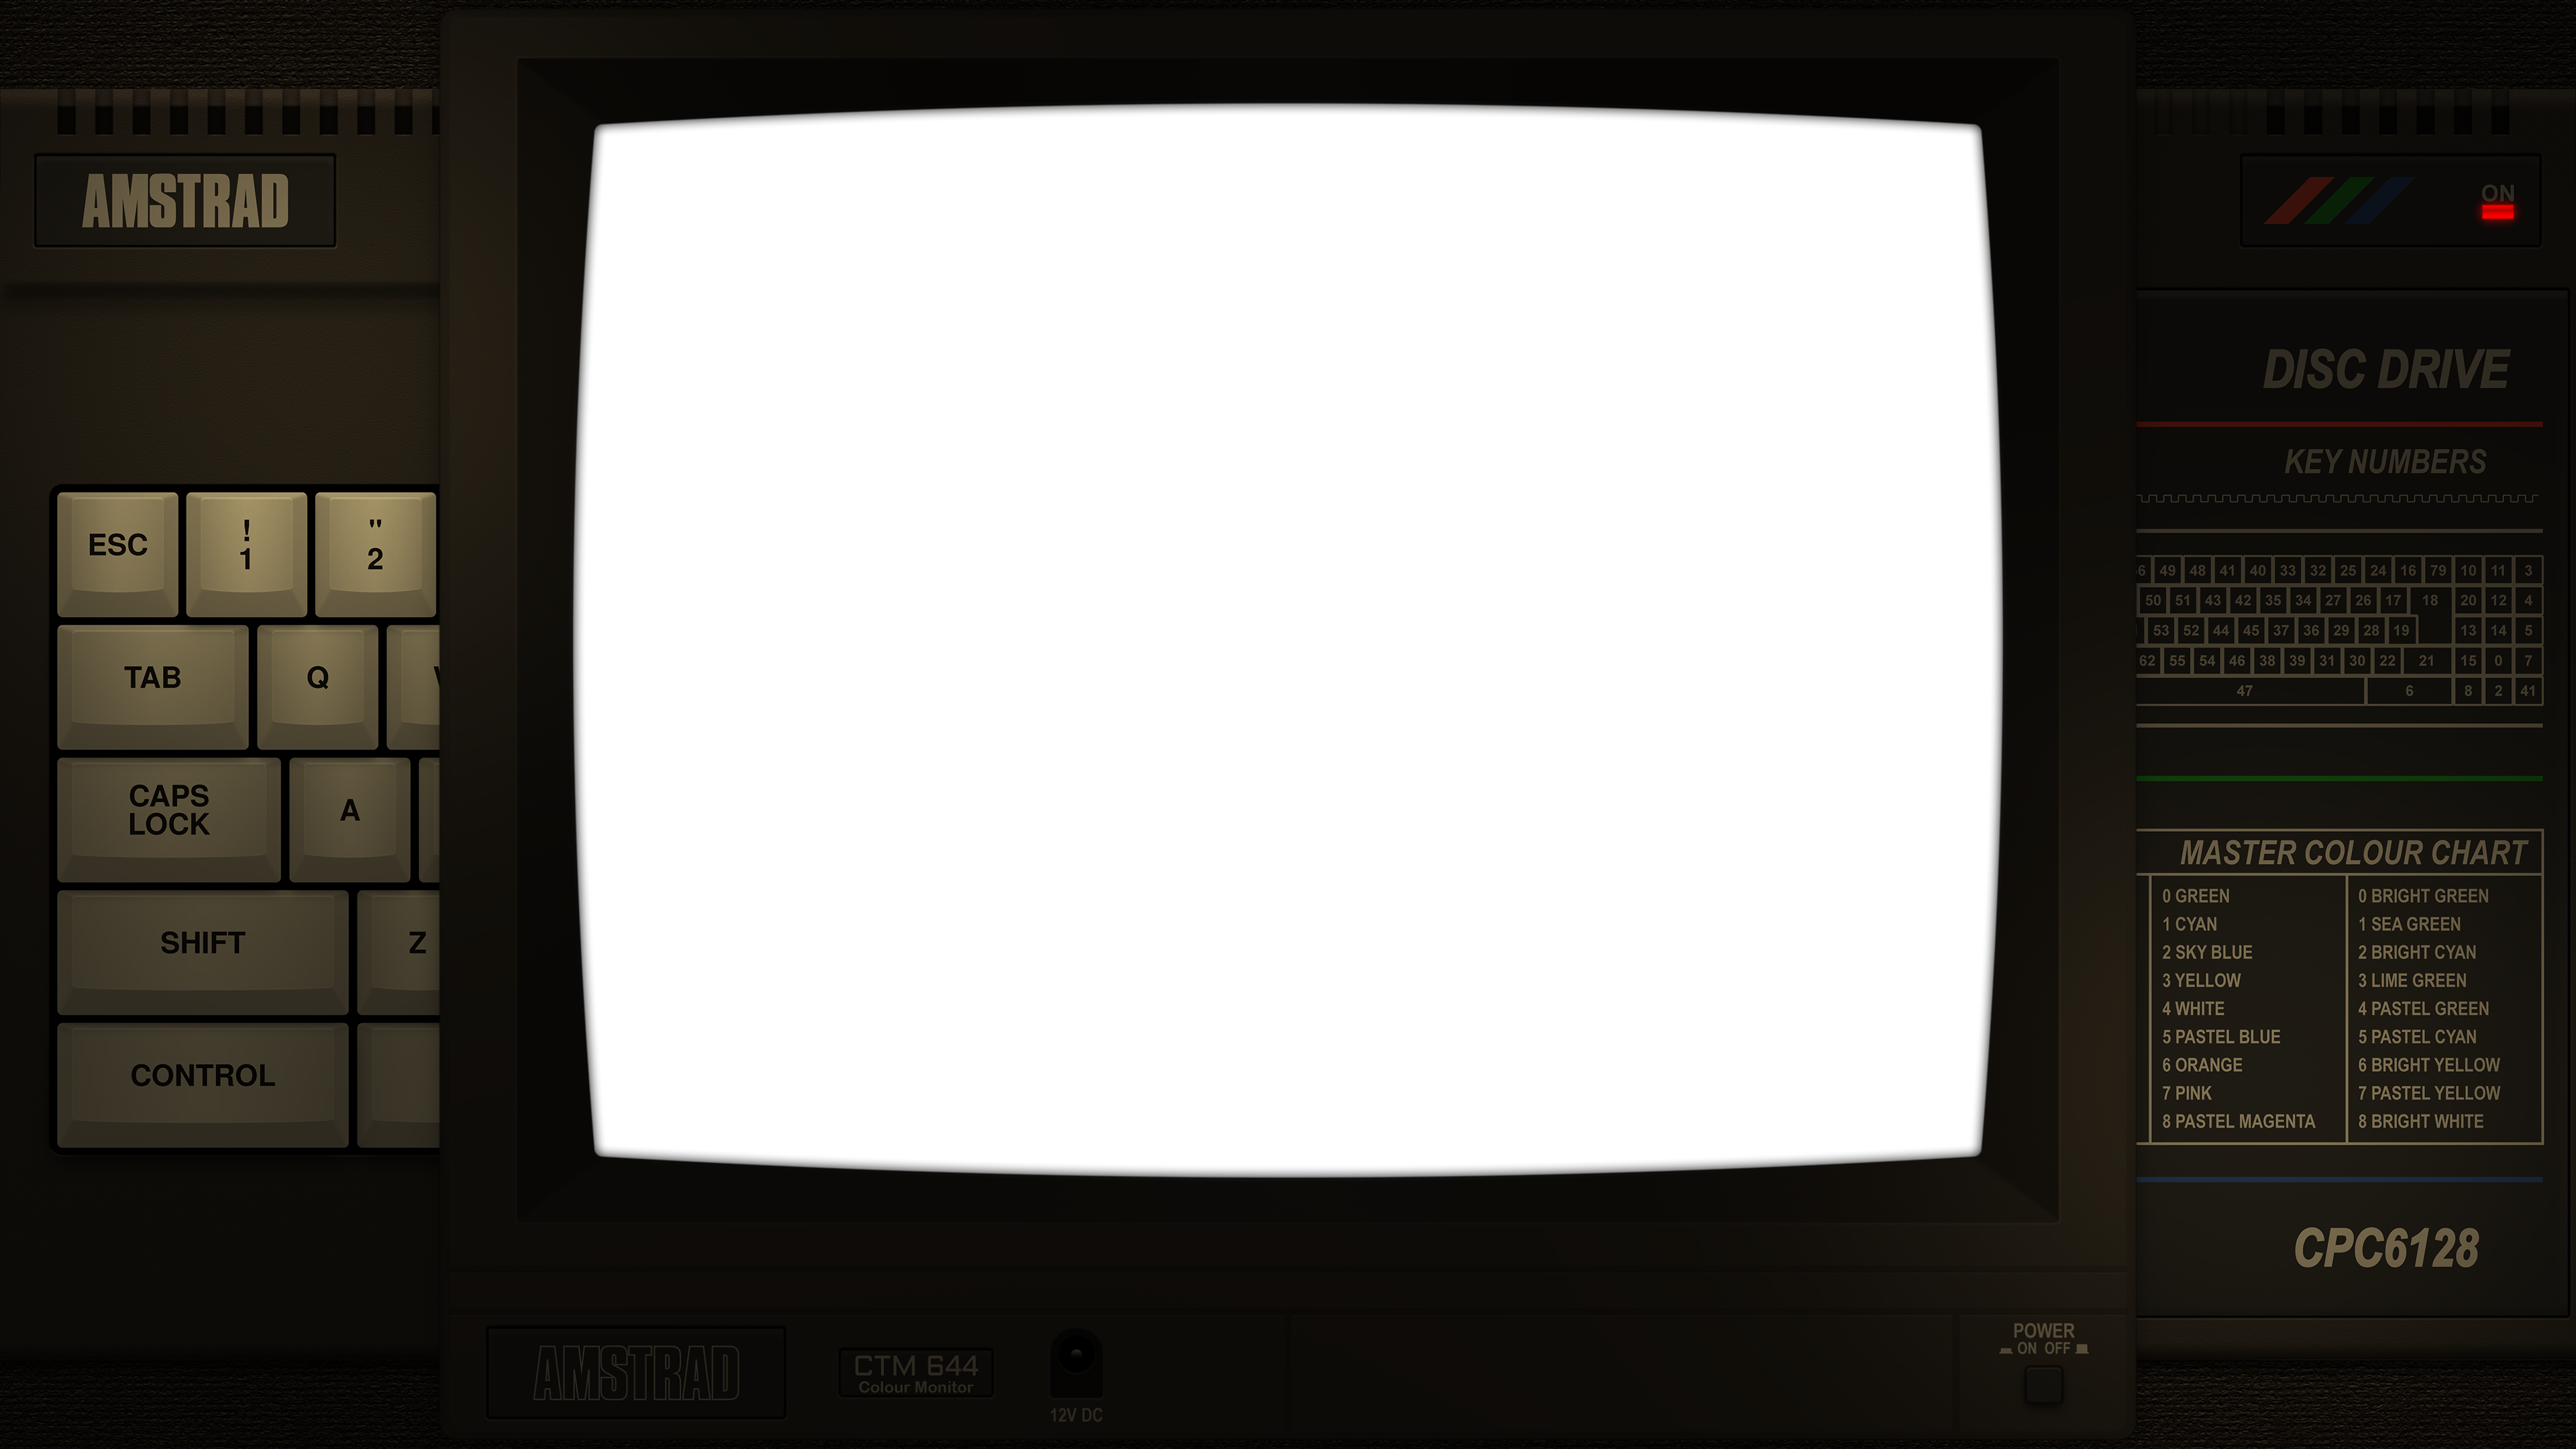 AMSTRAD
ESC
!
1
"
2
TAB
Q
CAPS
LOCK
A
SHIFT
Z
CONTROL
AMSTRAD
CTM 644
Colour Monitor
12V DC
POWER
ON OFF
ON
DISC DRIVE
KEY NUMBERS
49 48 41 40 33 32 25 24 16 79 10 11 3
50 51 43 42 35 34 27 26 17 18 20 12 4
53 52 44 45 37 36 29 28 19 13 14 5
62 55 54 46 38 39 31 30 22 21 15 0 7
47 6 8 2 41
MASTER COLOUR CHART
0 GREEN
1 CYAN
2 SKY BLUE
3 YELLOW
4 WHITE
5 PASTEL BLUE
6 ORANGE
7 PINK
8 PASTEL MAGENTA
0 BRIGHT GREEN
1 SEA GREEN
2 BRIGHT CYAN
3 LIME GREEN
4 PASTEL GREEN
5 PASTEL CYAN
6 BRIGHT YELLOW
7 PASTEL YELLOW
8 BRIGHT WHITE
CPC6128